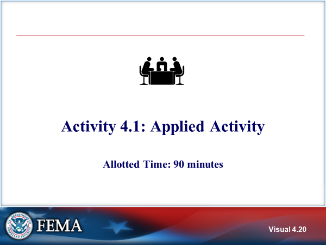 Activity 4.1: Applied Activity
Allotted Time: 90 minutes
FEMA
Visual 4.20